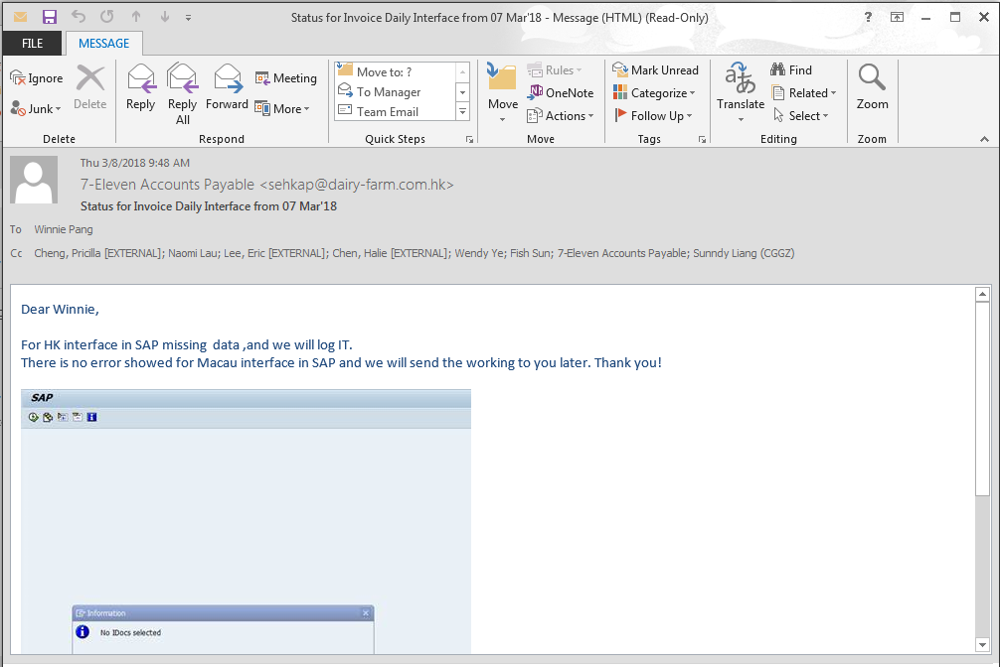 Status for Invoice Daily Interface from 07 Mar'18 - Message (HTML) (Read-Only)
?
FILE
MESSAGE
Ignore
Junk
Delete
Delete
Reply
Reply All
Forward
Meeting
More
Respond
Move to: ?
To Manager
Team Email
Quick Steps
Move
Rules
OneNote
Actions
Move
Mark Unread
Categorize
Follow Up
Tags
Translate
Find
Related
Select
Editing
Zoom
Zoom
Thu 3/8/2018 9:48 AM
7-Eleven Accounts Payable <sehkap@dairy-farm.com.hk>
Status for Invoice Daily Interface from 07 Mar'18
To Winnie Pang
Cc Cheng, Pricilla [EXTERNAL]; Naomi Lau; Lee, Eric [EXTERNAL]; Chen, Halie [EXTERNAL]; Wendy Ye; Fish Sun; 7-Eleven Accounts Payable; Sunndy Liang (CGGZ)
Dear Winnie,
For HK interface in SAP missing data ,and we will log IT.
There is no error showed for Macau interface in SAP and we will send the working to you later. Thank you!
SAP
Information
No IDocs selected